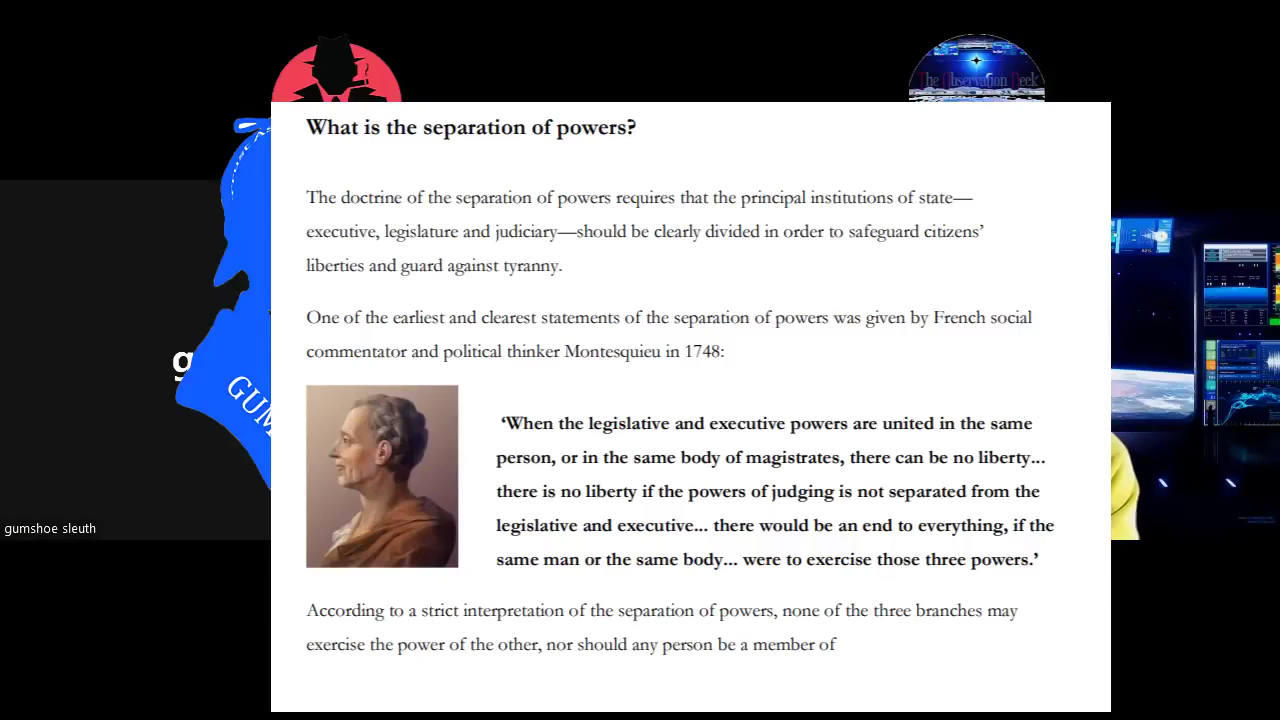 The Observation Deck
What is the separation of powers?
The doctrine of the separation of powers requires that the principal institutions of state—
executive, legislature and judiciary—should be clearly divided in order to safeguard citizens’
liberties and guard against tyranny.
One of the earliest and clearest statements of the separation of powers was given by French social
commentator and political thinker Montesquieu in 1748:
‘When the legislative and executive powers are united in the same
person, or in the same body of magistrates, there can be no liberty...
there is no liberty if the powers of judging is not separated from the
legislative and executive... there would be an end to everything, if the
same man or the same body... were to exercise those three powers.’
According to a strict interpretation of the separation of powers, none of the three branches may
exercise the power of the other, nor should any person be a member of
g
GUM
gumshoe sleuth